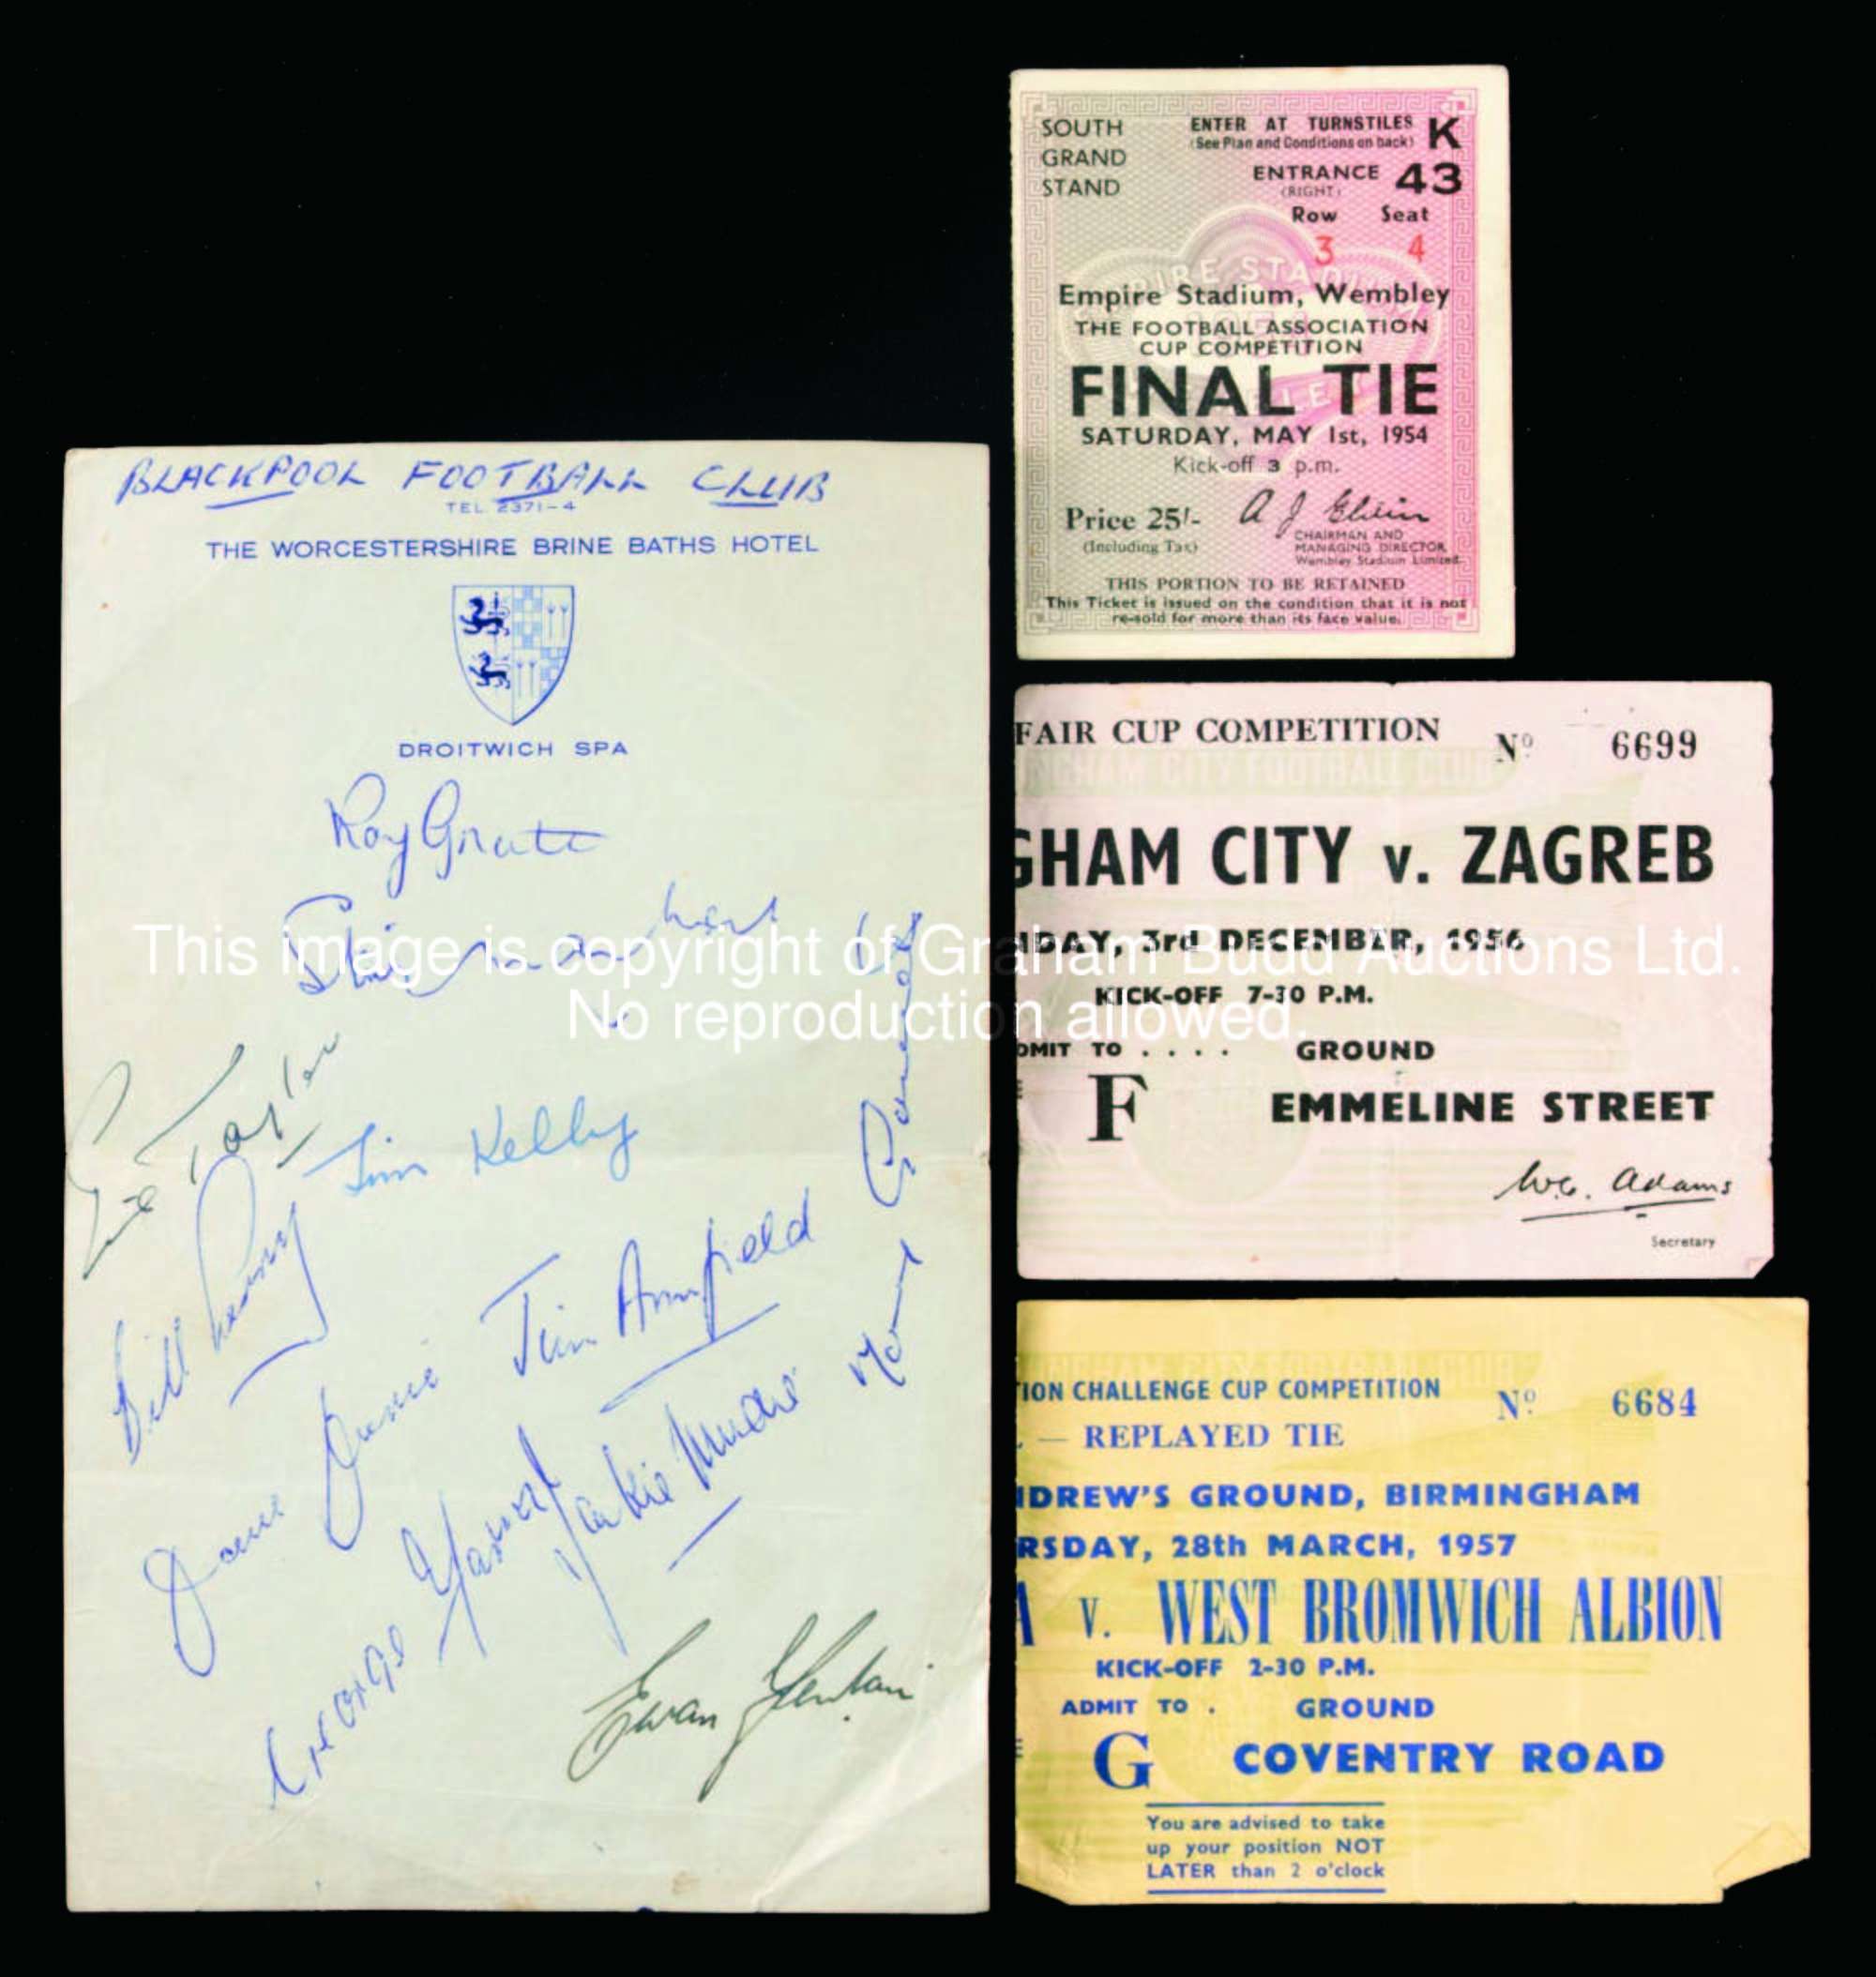 BLACKPOOL FOOTBALL CLUB
TEL 2371-4
THE WORCESTERSHIRE BRINE BATHS HOTEL
DROITWICH SPA
Roy Gratt
Taylor
Jim Kelly
Bill Perry
Jim Armfield
Jackie Mudie
George
Ewan Fenton
SOUTH
GRAND
STAND
ENTER AT TURNSTILES K
(See Plan and Conditions on back)
ENTRANCE 43
(RIGHT)
Row Seat
3 4
Empire Stadium, Wembley
THE FOOTBALL ASSOCIATION
CUP COMPETITION
FINAL TIE
SATURDAY, MAY 1st, 1954
Kick-off 3 p.m.
Price 25/-
(Including Tax)
CHAIRMAN AND
MANAGING DIRECTOR
Wembley Stadium Limited
THIS PORTION TO BE RETAINED
This Ticket is issued on the condition that it is not
re-sold for more than its face value.
FAIR CUP COMPETITION
Nº 6699
GHAM CITY v. ZAGREB
DAY, 3rd DECEMBER, 1956
KICK-OFF 7-30 P.M.
DMIT TO . . . . GROUND
F EMMELINE STREET
W.G. Adams
Secretary
ION CHALLENGE CUP COMPETITION
Nº 6684
— REPLAYED TIE
DREW'S GROUND, BIRMINGHAM
RSDAY, 28th MARCH, 1957
A v. WEST BROMWICH ALBION
KICK-OFF 2-30 P.M.
ADMIT TO . GROUND
G COVENTRY ROAD
You are advised to take
up your position NOT
LATER than 2 o'clock
This image is copyright of Graham Budd Auctions Ltd.
No reproduction allowed.